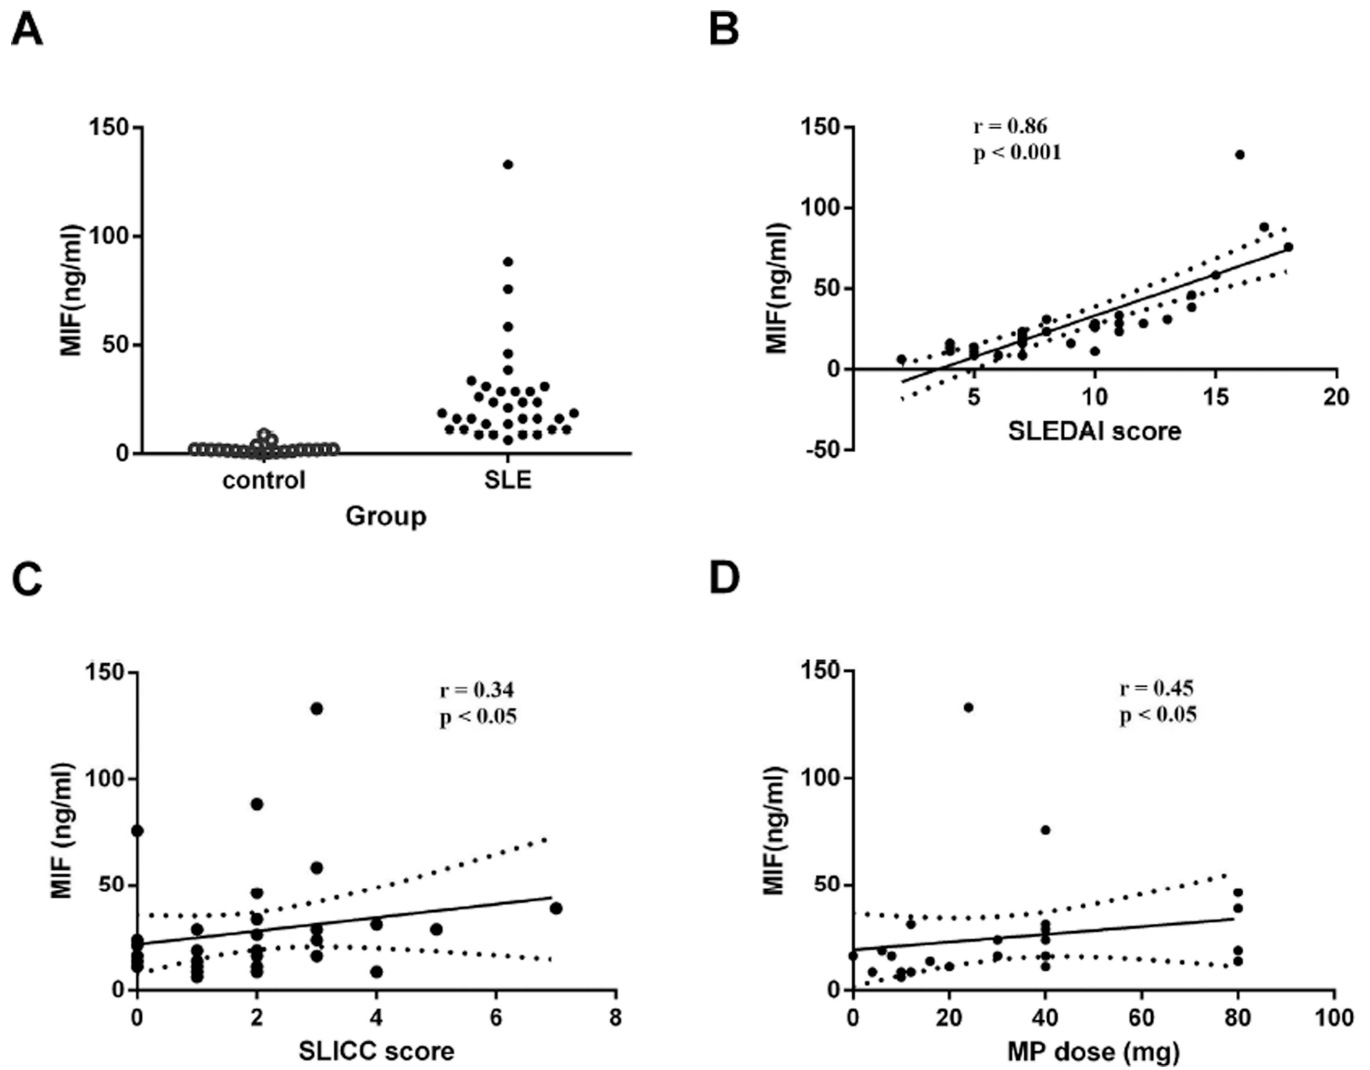 A
150
100
50
0
MIF(ng/ml)
control
SLE
Group
B
r = 0.86
p < 0.001
150
100
50
0
-50
MIF(ng/ml)
5
10
15
20
SLEDAI score
C
r = 0.34
p < 0.05
150
100
50
0
MIF (ng/ml)
0
2
4
6
8
SLICC score
D
r = 0.45
p < 0.05
150
100
50
0
MIF(ng/ml)
0
20
40
60
80
100
MP dose (mg)